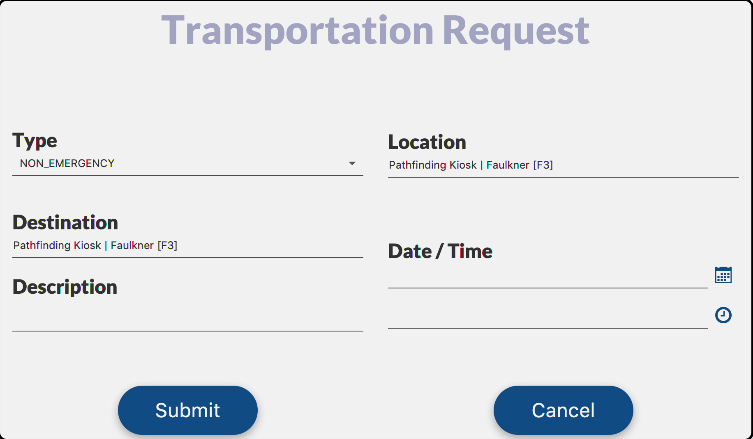 Transportation Request
Type
NON_EMERGENCY
Location
Pathfinding Kiosk | Faulkner [F3]
Destination
Pathfinding Kiosk | Faulkner [F3]
Date / Time
Description
Submit
Cancel